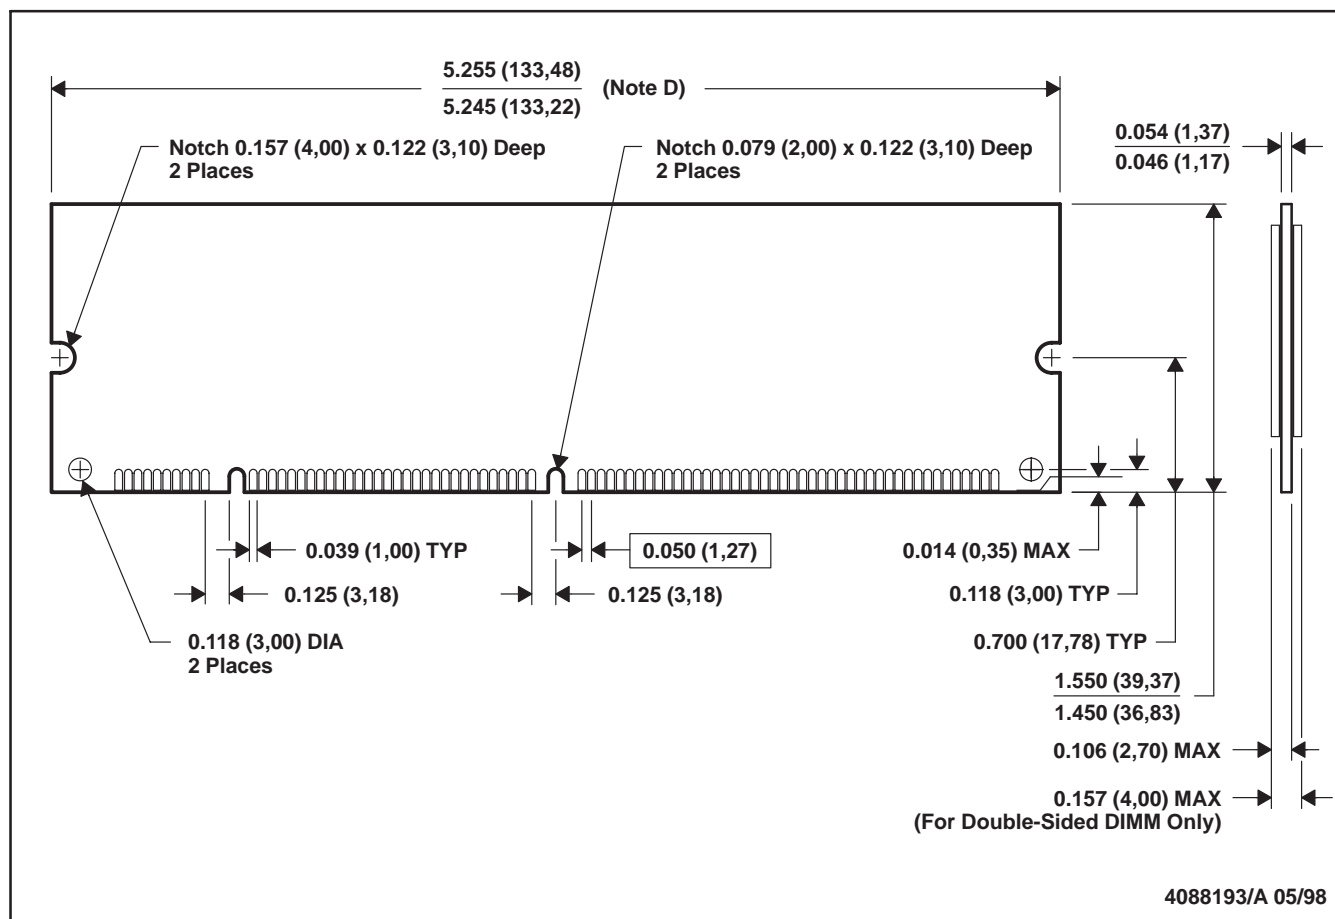 5.255 (133,48)
5.245 (133,22)
(Note D)
Notch 0.157 (4,00) x 0.122 (3,10) Deep
2 Places
Notch 0.079 (2,00) x 0.122 (3,10) Deep
2 Places
0.054 (1,37)
0.046 (1,17)
0.039 (1,00) TYP
0.050 (1,27)
0.014 (0,35) MAX
0.125 (3,18)
0.125 (3,18)
0.118 (3,00) TYP
0.118 (3,00) DIA
2 Places
0.700 (17,78) TYP
1.550 (39,37)
1.450 (36,83)
0.106 (2,70) MAX
0.157 (4,00) MAX
(For Double-Sided DIMM Only)
4088193/A 05/98